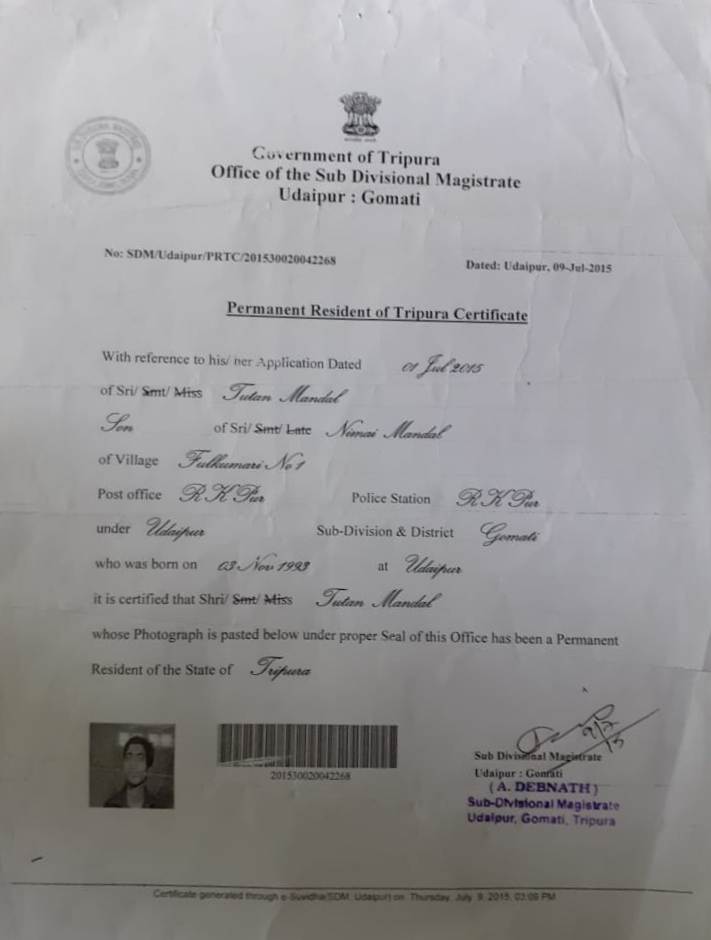 Government of Tripura
Office of the Sub Divisional Magistrate
Udaipur : Gomati
No: SDM/Udaipur/PRTC/201530020042268
Dated: Udaipur, 09-Jul-2015
Permanent Resident of Tripura Certificate
With reference to his/ her Application Dated 01 Jul 2015
of Sri/ Smt/ Miss Tutan Mandal
Son of Sri/ Smt/ Late Nimai Mandal
of Village Fulkumari No 1
Post office R K Pur Police Station R K Pur
under Udaipur Sub-Division & District Gomati
who was born on 03 Nov 1993 at Udaipur
it is certified that Shri/ Smt/ Miss Tutan Mandal
whose Photograph is pasted below under proper Seal of this Office has been a Permanent
Resident of the State of Tripura
201530020042268
Sub Divisional Magistrate
Udaipur : Gomati
(A. DEBNATH)
Sub-Divisional Magistrate
Udaipur, Gomati, Tripura
Certificate generated through e-Suvidha(SDM, Udaipur) on Thursday, July 9, 2015, 03:09 PM